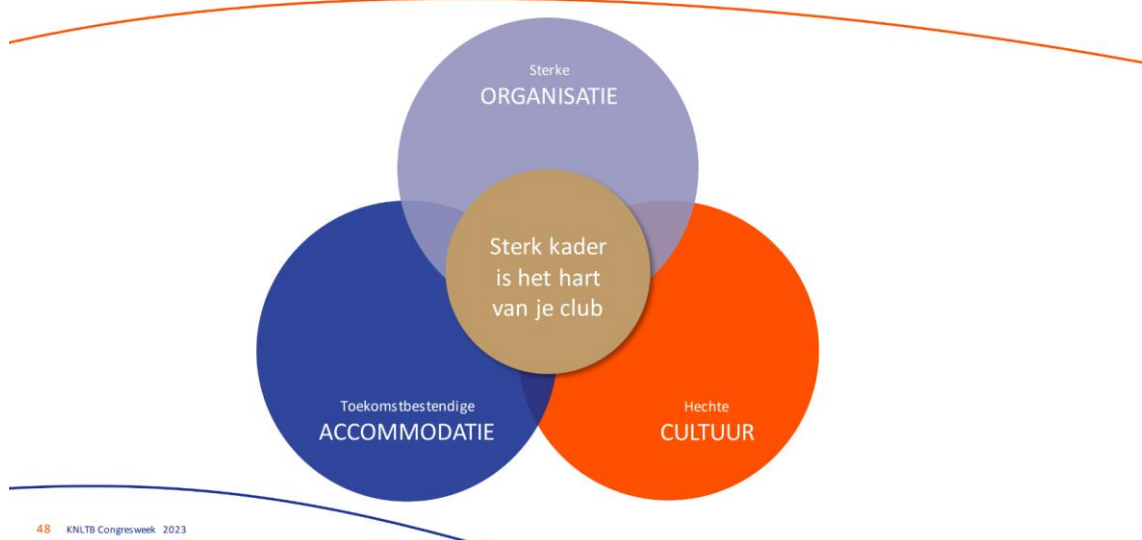 Sterke
ORGANISATIE
Sterk kader
is het hart
van je club
Toekomstbestendige
ACCOMMODATIE
Hechte
CULTUUR
48 KNLTB Congresweek 2023